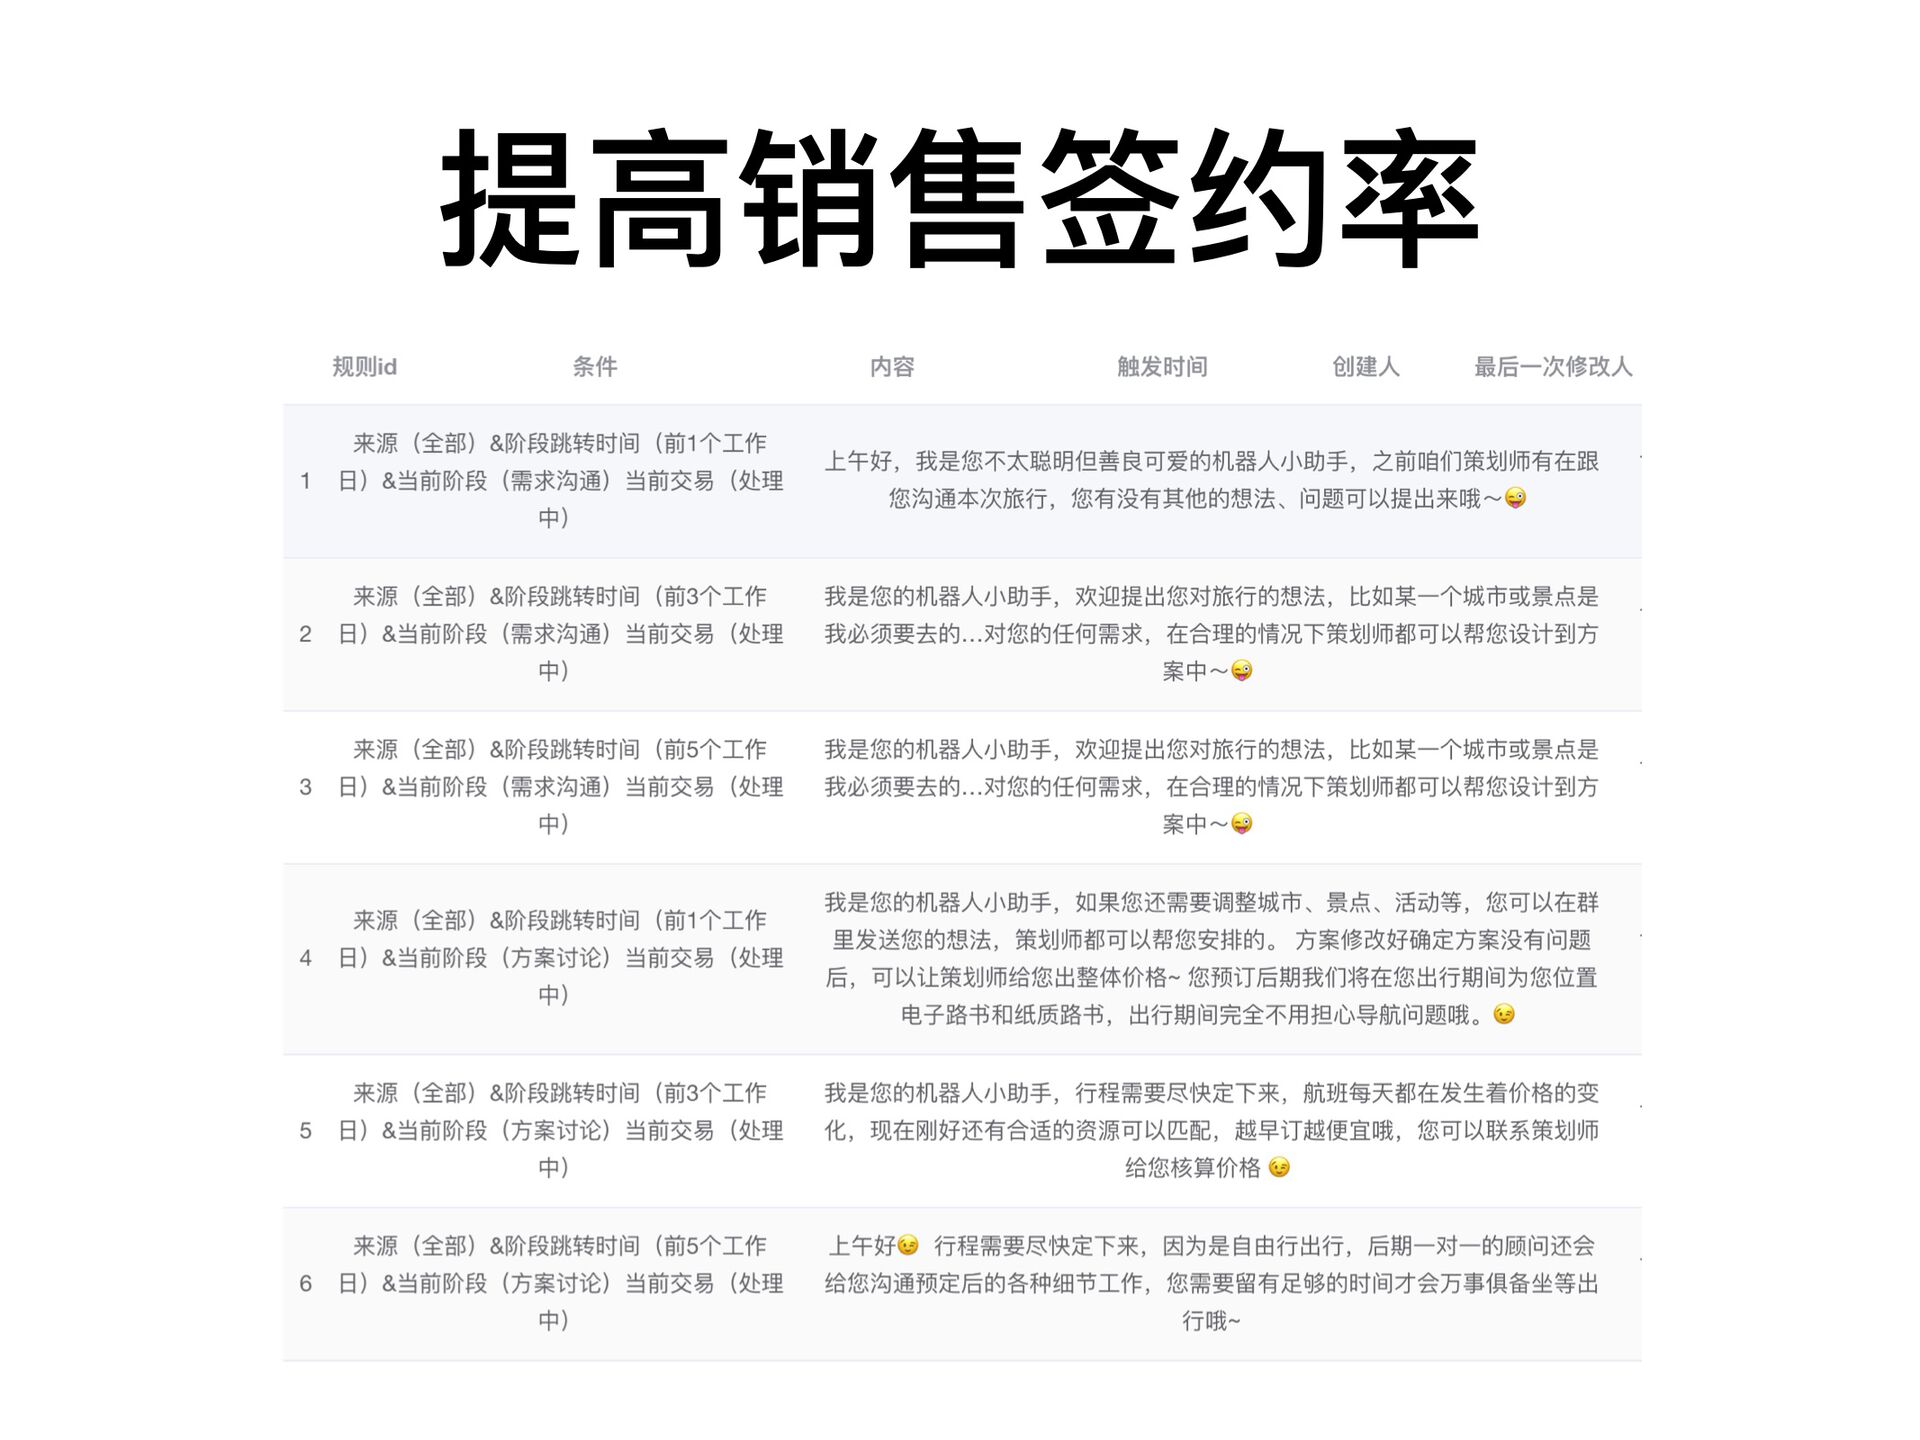 提高销售签约率
规则id 条件 内容 触发时间 创建人 最后一次修改人
1
来源（全部）&阶段跳转时间（前1个工作
日）&当前阶段（需求沟通）当前交易（处理
中）
上午好，我是您不太聪明但善良可爱的机器人小助手，之前咱们策划师有在跟
您沟通本次旅行，您有没有其他的想法、问题可以提出来哦～😜
2
来源（全部）&阶段跳转时间（前3个工作
日）&当前阶段（需求沟通）当前交易（处理
中）
我是您的机器人小助手，欢迎提出您对旅行的想法，比如某一个城市或景点是
我必须要去的...对您的任何需求，在合理的情况下策划师都可以帮您设计到方
案中～😜
3
来源（全部）&阶段跳转时间（前5个工作
日）&当前阶段（需求沟通）当前交易（处理
中）
我是您的机器人小助手，欢迎提出您对旅行的想法，比如某一个城市或景点是
我必须要去的...对您的任何需求，在合理的情况下策划师都可以帮您设计到方
案中～😜
4
来源（全部）&阶段跳转时间（前1个工作
日）&当前阶段（方案讨论）当前交易（处理
中）
我是您的机器人小助手，如果您还需要调整城市、景点、活动等，您可以在群
里发送您的想法，策划师都可以帮您安排的。 方案修改好确定方案没有问题
后，可以让策划师给您出整体价格~ 您预订后期我们将在您出行期间为您位置
电子路书和纸质路书，出行期间完全不用担心导航问题哦。😉
5
来源（全部）&阶段跳转时间（前3个工作
日）&当前阶段（方案讨论）当前交易（处理
中）
我是您的机器人小助手，行程需要尽快定下来，航班每天都在发生着价格的变
化，现在刚好还有合适的资源可以匹配，越早订越便宜哦，您可以联系策划师
给您核算价格 😉
6
来源（全部）&阶段跳转时间（前5个工作
日）&当前阶段（方案讨论）当前交易（处理
中）
上午好😉 行程需要尽快定下来，因为是自由行出行，后期一对一的顾问还会
给您沟通预定后的各种细节工作，您需要留有足够的时间才会万事俱备坐等出
行哦~